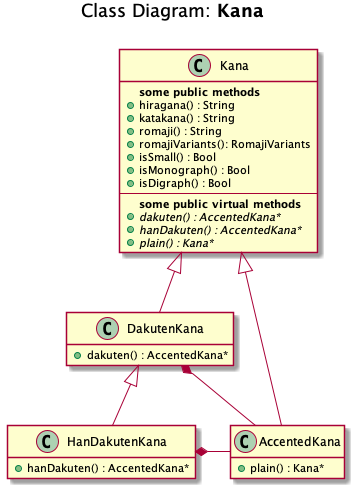 Class Diagram: Kana
C Kana
some public methods
hiragana() : String
katakana() : String
romaji() : String
romajiVariants(): RomajiVariants
isSmall() : Bool
isMonograph() : Bool
isDigraph() : Bool
some public virtual methods
dakuten() : AccentedKana*
hanDakuten() : AccentedKana*
plain() : Kana*
C DakutenKana
dakuten() : AccentedKana*
C HanDakutenKana
hanDakuten() : AccentedKana*
C AccentedKana
plain() : Kana*